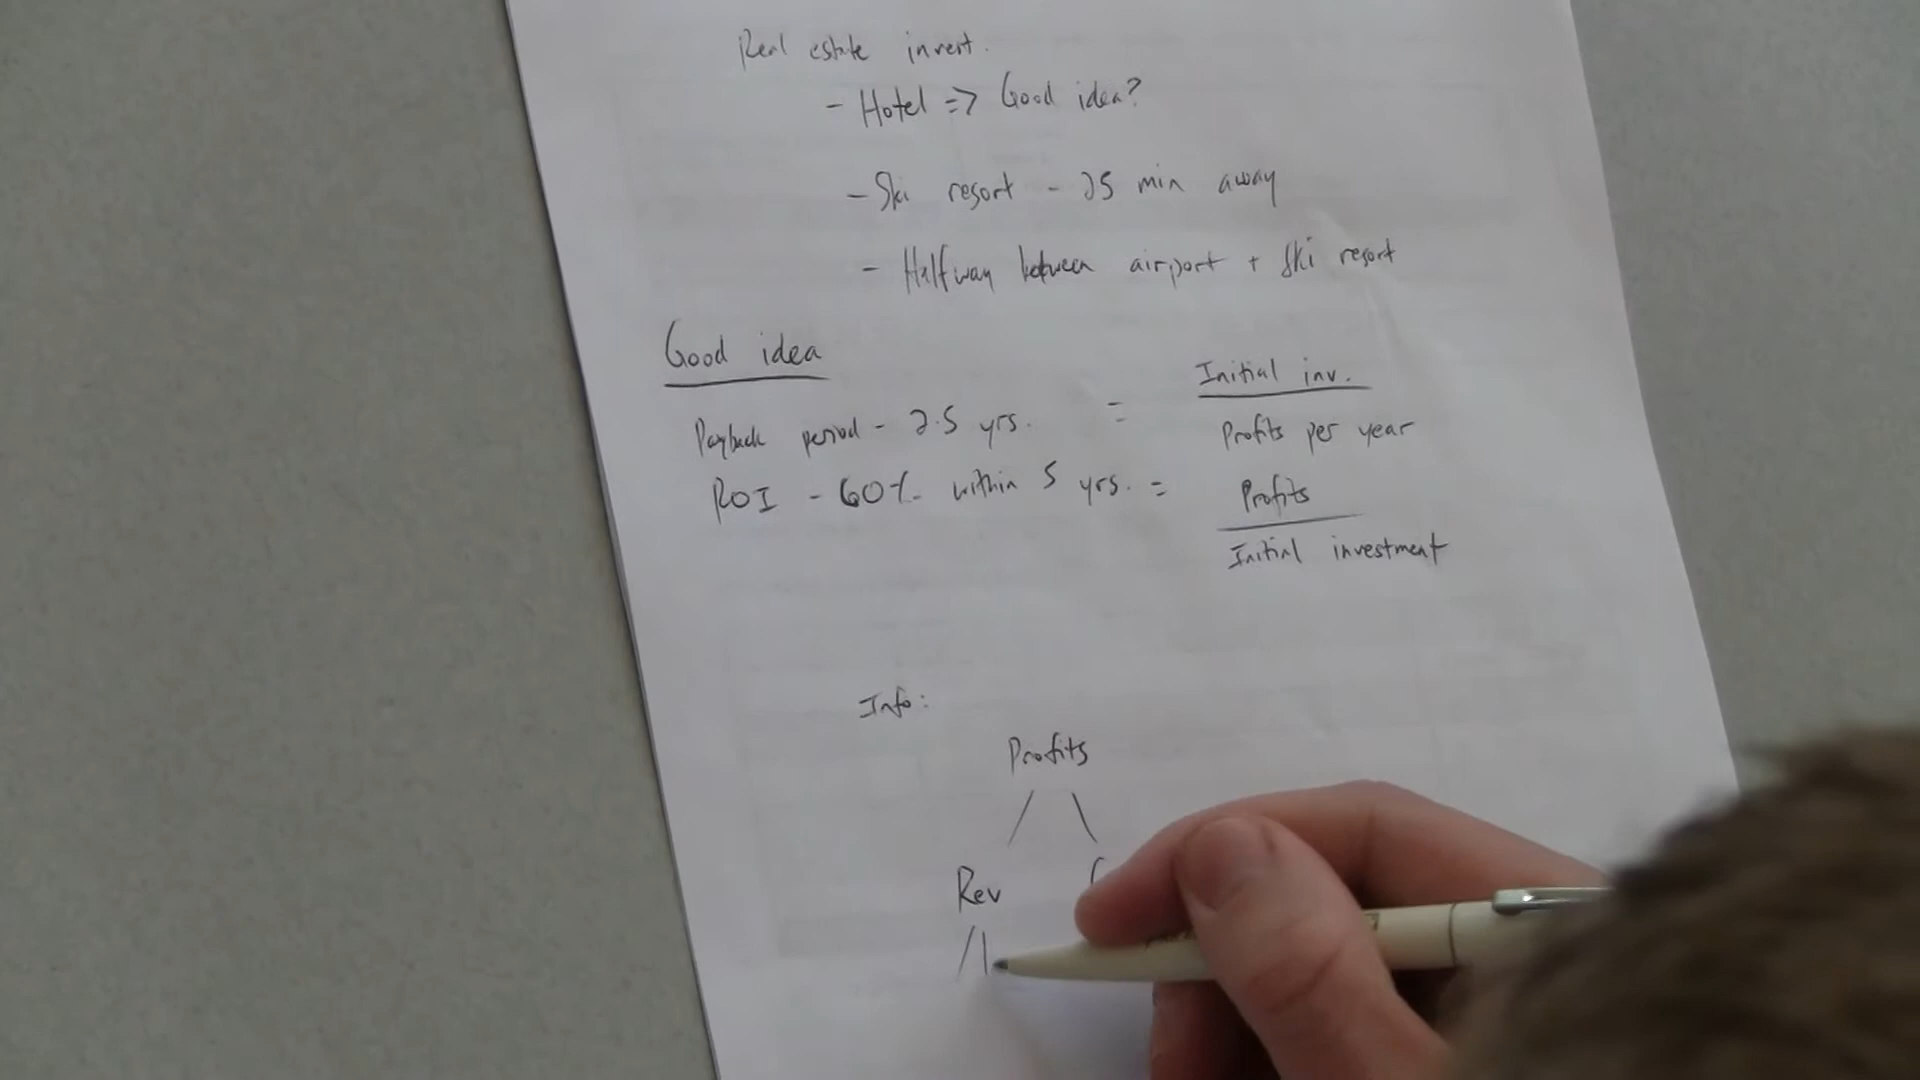 Real estate invest.
- Hotel => Good idea?
- Ski resort - 25 min away
- Halfway between airport + Ski resort
Good idea
Payback period - 2.5 yrs. = Initial inv. / Profits per year
ROI - 60% within 5 yrs. = Profits / Initial investment
Info:
Profits
Rev C